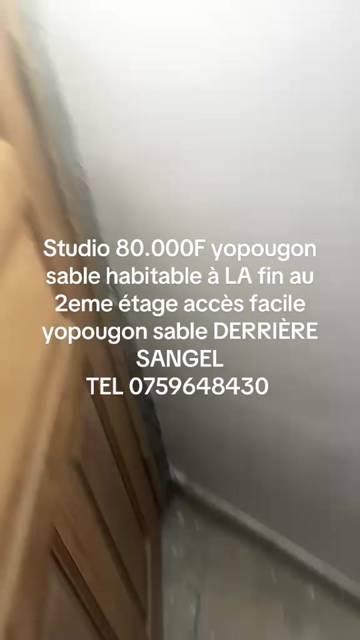 Studio 80.000F yopougon
sable habitable à LA fin au
2eme étage accès facile
yopougon sable DERRIÈRE
SANGEL
TEL 0759648430